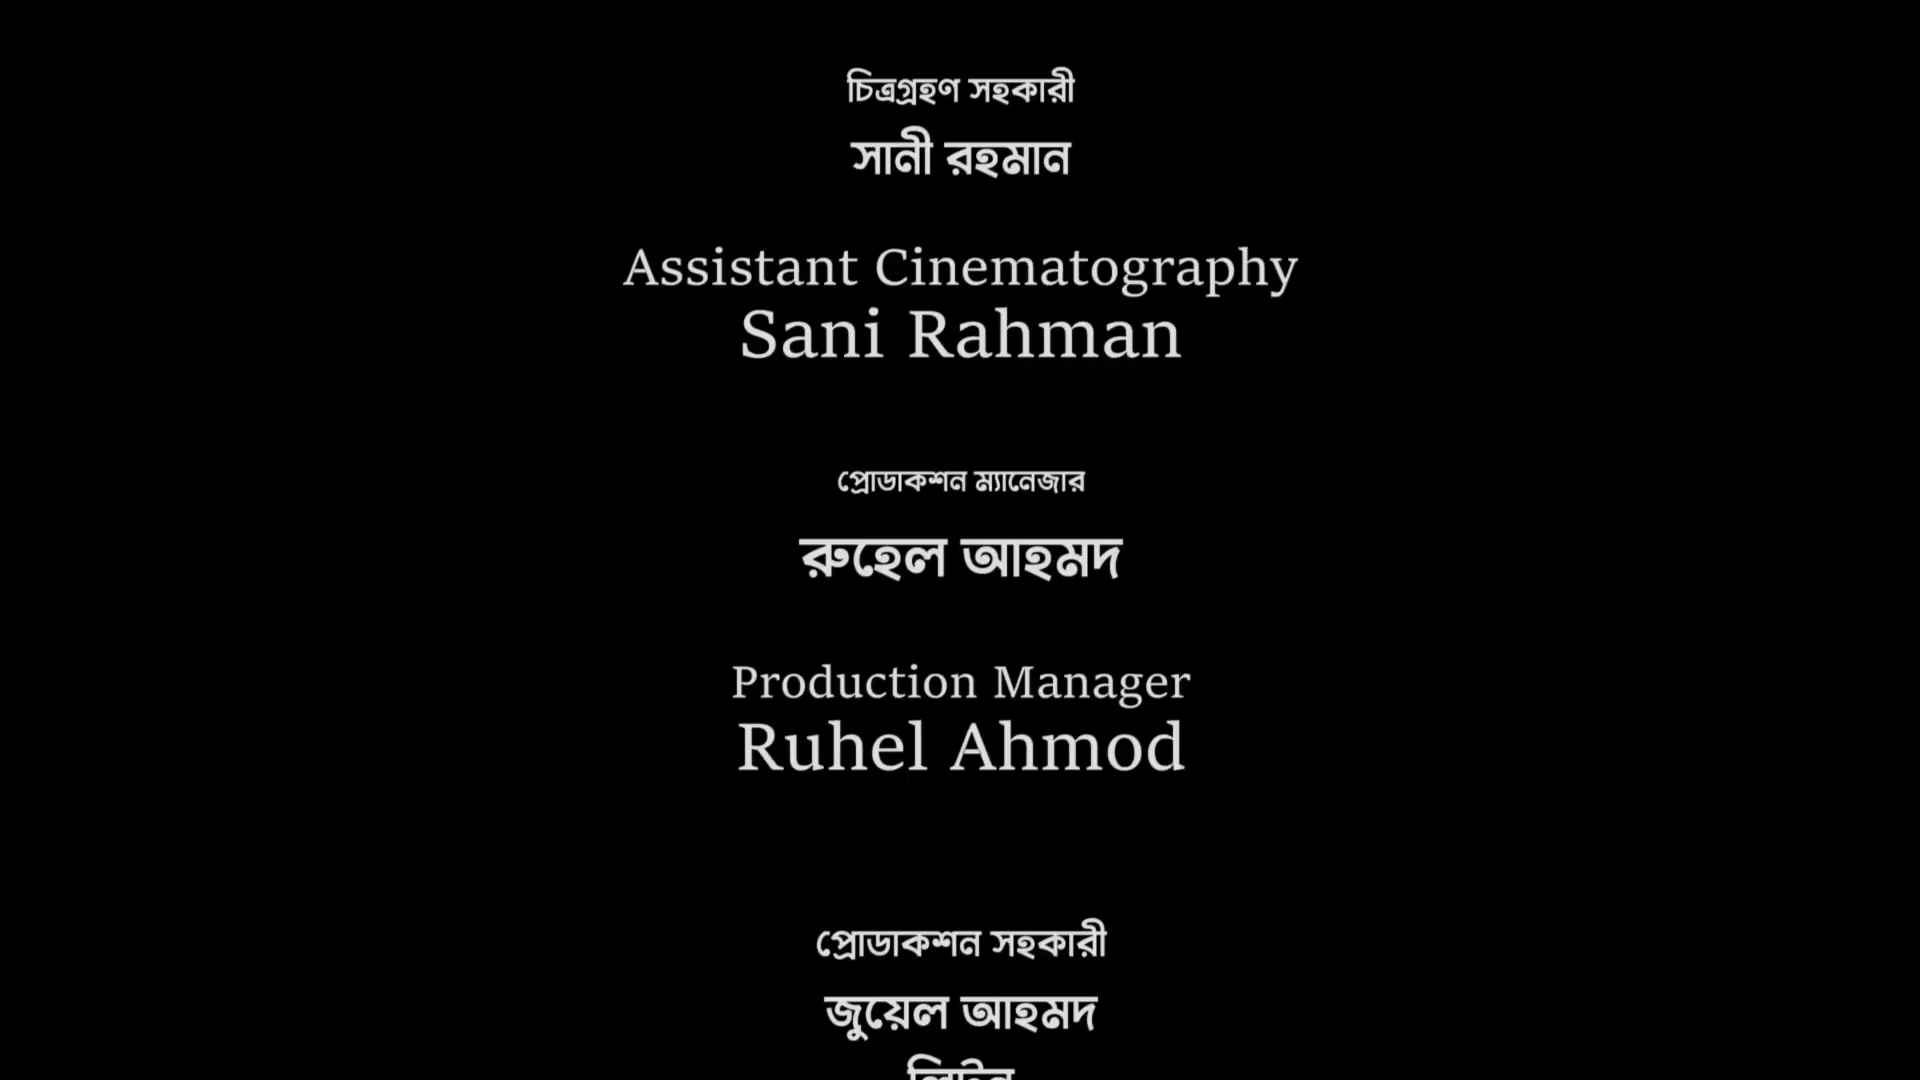 চিত্রগ্রহণ সহকারী
সানী রহমান
Assistant Cinematography
Sani Rahman
প্রোডাকশন ম্যানেজার
রুহেল আহমদ
Production Manager
Ruhel Ahmod
প্রোডাকশন সহকারী
জুয়েল আহমদ